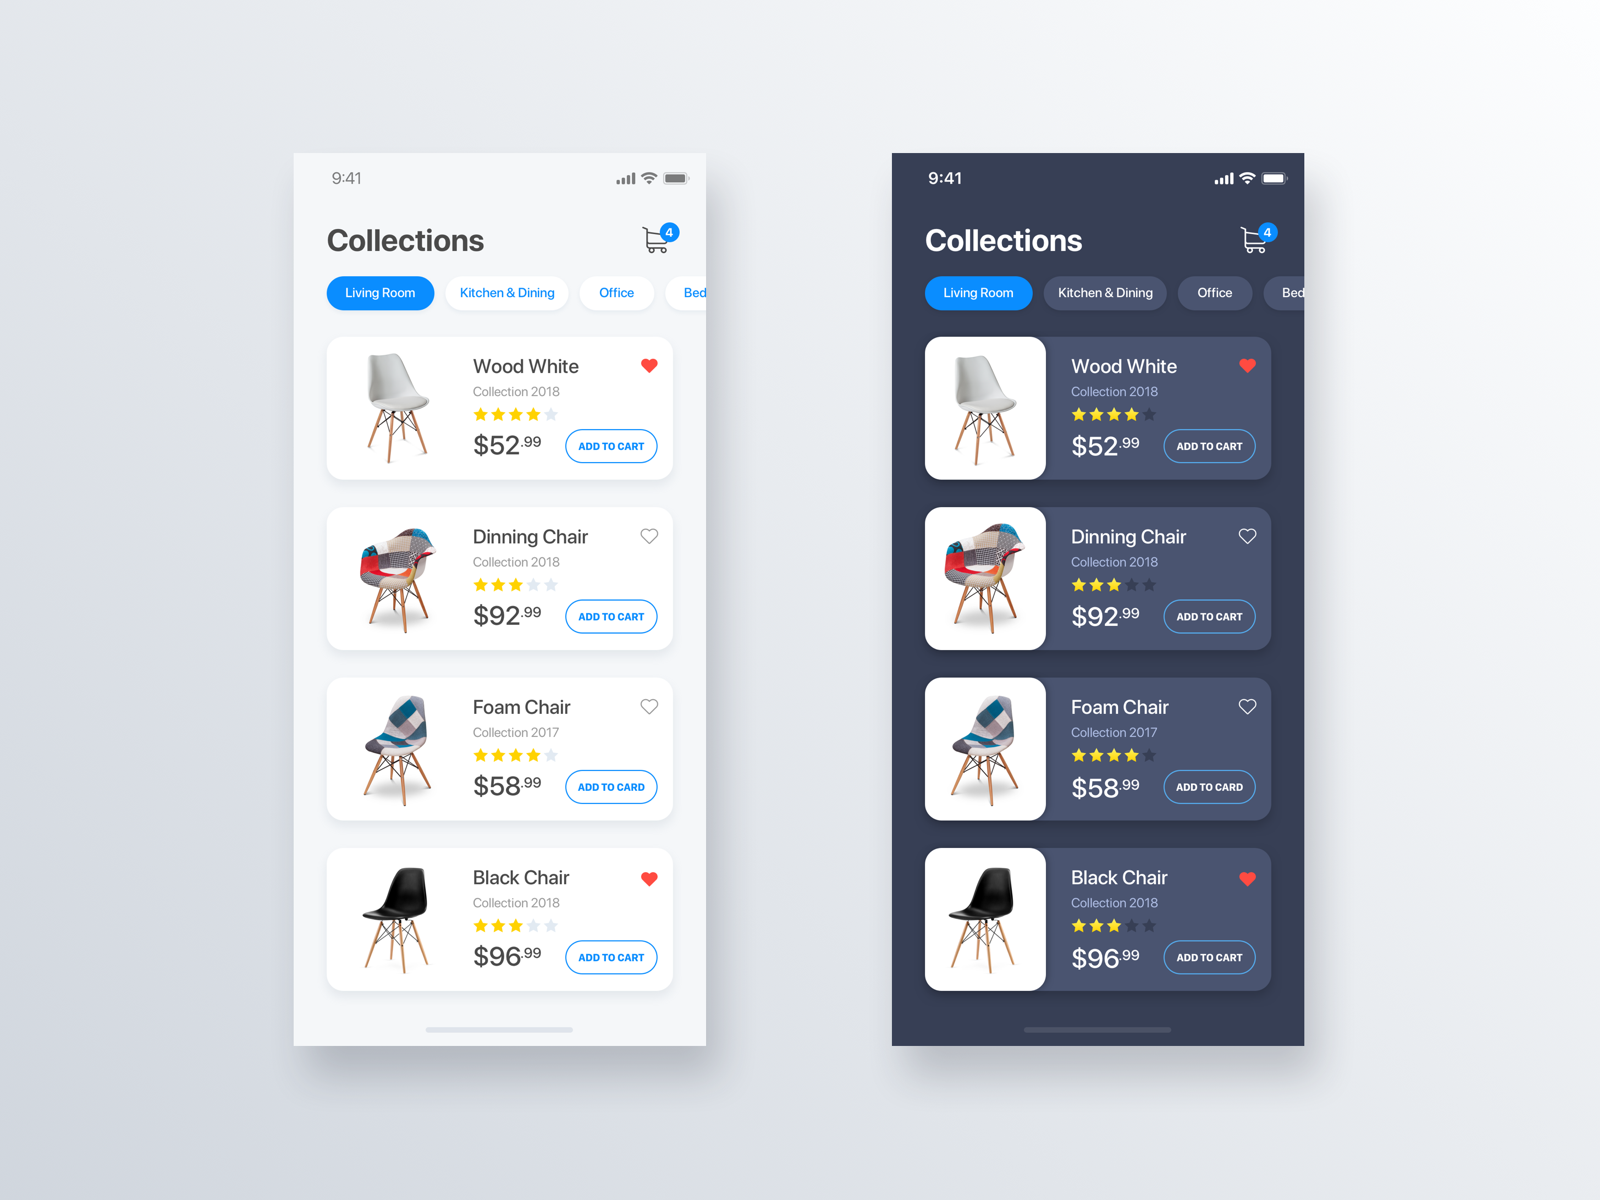 9:41
Collections
4
Living Room
Kitchen & Dining
Office
Bed
Wood White
Collection 2018
$52.99
ADD TO CART
Dinning Chair
Collection 2018
$92.99
ADD TO CART
Foam Chair
Collection 2017
$58.99
ADD TO CARD
Black Chair
Collection 2018
$96.99
ADD TO CART
9:41
Collections
4
Living Room
Kitchen & Dining
Office
Bed
Wood White
Collection 2018
$52.99
ADD TO CART
Dinning Chair
Collection 2018
$92.99
ADD TO CART
Foam Chair
Collection 2017
$58.99
ADD TO CARD
Black Chair
Collection 2018
$96.99
ADD TO CART